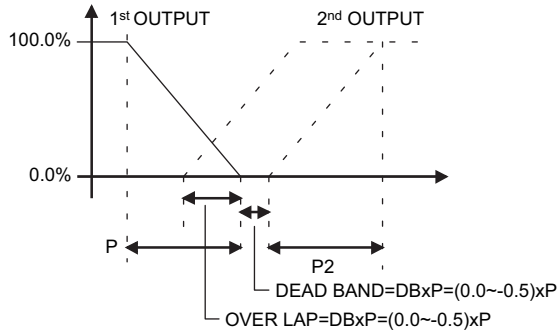 1st OUTPUT
2nd OUTPUT
100.0%
0.0%
P
P2
DEAD BAND=DBxP=(0.0~-0.5)xP
OVER LAP=DBxP=(0.0~-0.5)xP